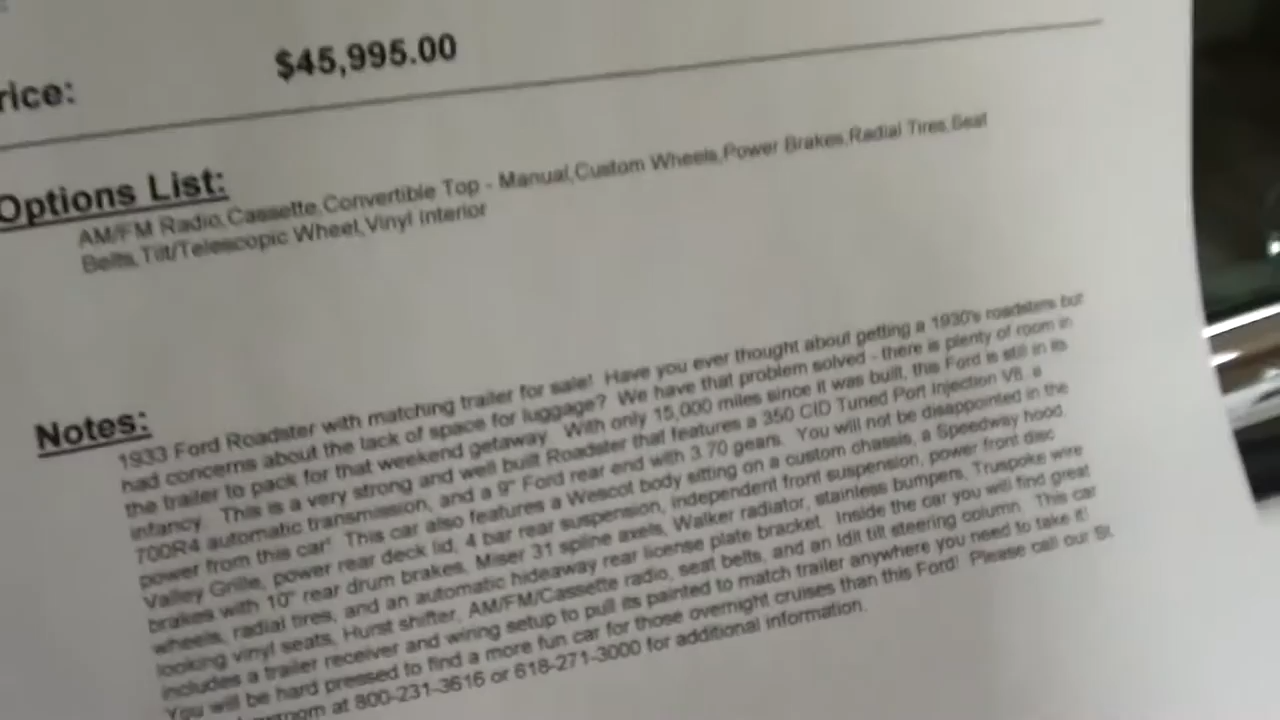 $45,995.00
rice:
Options List:
AM/FM Radio,Cassette,Convertible Top - Manual,Custom Wheels,Power Brakes,Radial Tires,Seat
Belts,Tilt/Telescopic Wheel,Vinyl Interior
Notes:
1933 Ford Roadster with matching trailer for sale! Have you ever thought about getting a 1930's roadsters but
had concerns about the lack of space for luggage? We have that problem solved - there is plenty of room in
the trailer to pack for that weekend getaway. With only 15,000 miles since it was built, this Ford is still in its
infancy. This is a very strong and well built Roadster that features a 350 CID Tuned Port Injection V8, a
700R4 automatic transmission, and a 9" Ford rear end with 3.70 gears. You will not be disappointed in the
power from this car! This car also features a Wescot body sitting on a custom chassis, a Speedway hood,
Valley Grille, power rear deck lid, 4 bar rear suspension, independent front suspension, power front disc
brakes with 10" rear drum brakes, Miser 31 spline axels, Walker radiator, stainless bumpers, Truspoke wire
wheels, radial tires, and an automatic hideaway rear license plate bracket. Inside the car you will find great
looking vinyl seats, Hurst shifter, AM/FM/Cassette radio, seat belts, and an Idit tilt steering column. This car
includes a trailer receiver and wiring setup to pull its painted to match trailer anywhere you need to take it!
You will be hard pressed to find a more fun car for those overnight cruises than this Ford! Please call our St.
at 800-231-3616 or 618-271-3000 for additional information.